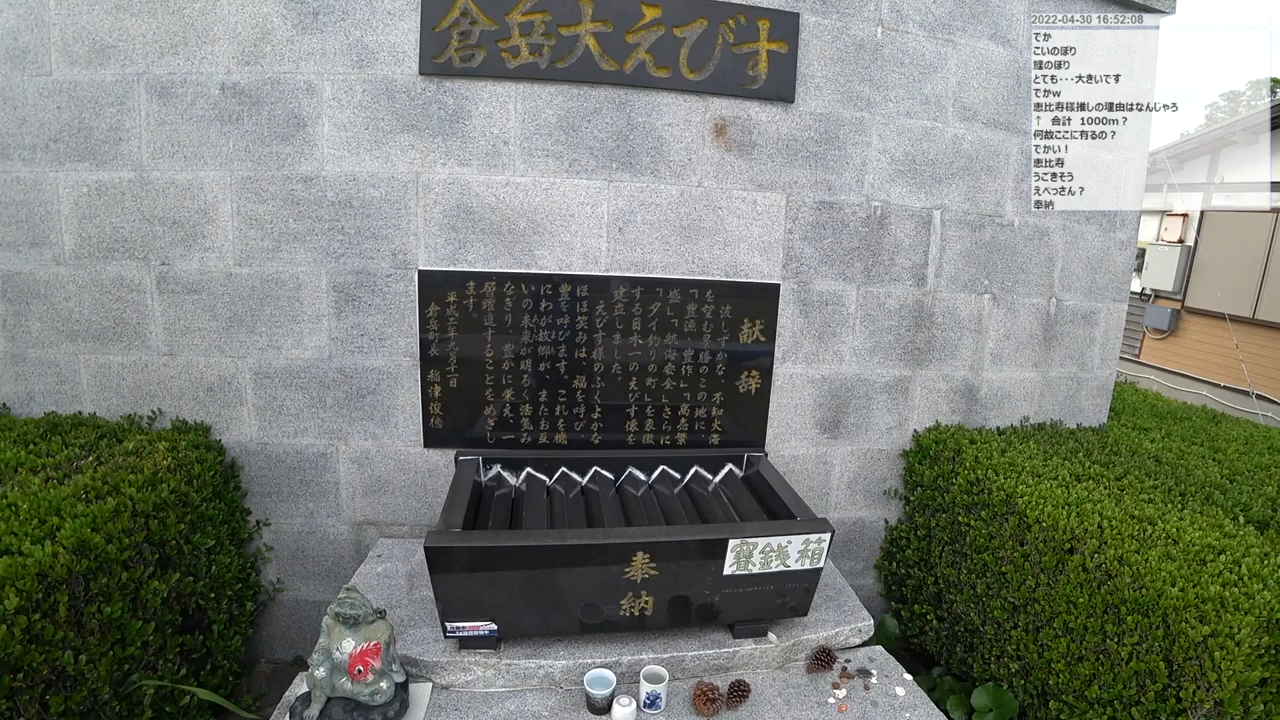 倉岳大えびす
2022-04-30 16:52:08
でか
こいのぼり
鯉のぼり
とても・・・大きいです
でかw
恵比寿様推しの理由はなんじゃろ
↑ 合計 1000m？
何故ここに有るの？
でかい！
恵比寿
うごきそう
えべっさん？
奉納
献辞
波しずかな、不知火海
を望む景勝のこの地に、
「豊漁、豊作」「商売繁
盛」「航海安全」さらに
「タイ釣りの町」を象徴
する日本一のえびす像を
建立しました。
えびす様のふくよかな
ほほ笑みは、福を呼び、
豊を呼びます。これを機
にわが故郷が、またお互
いの未来が明るく活気み
なぎり、豊かに栄え、一
層躍進することをめざし
ます。
平成二年九月十一日
倉岳町長
賽銭箱
奉納